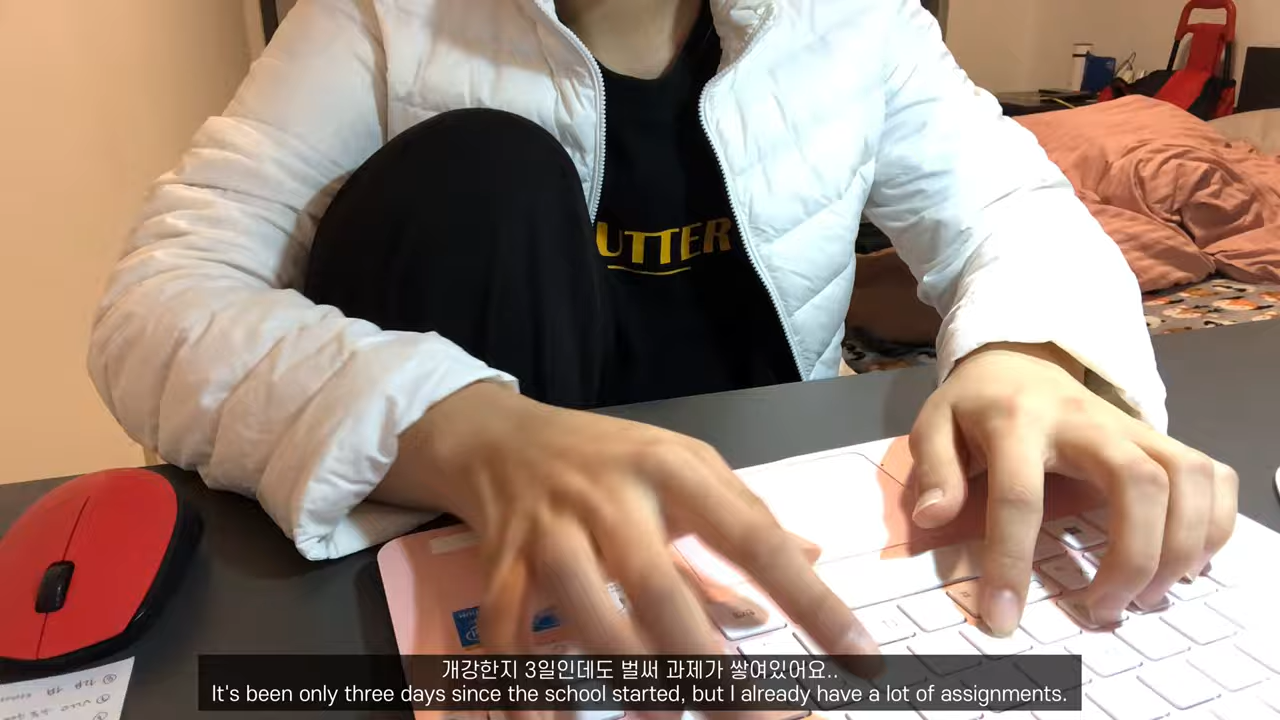 UTTER
개강한지 3일인데도 벌써 과제가 쌓여있어요..
It's been only three days since the school started, but I already have a lot of assignments.